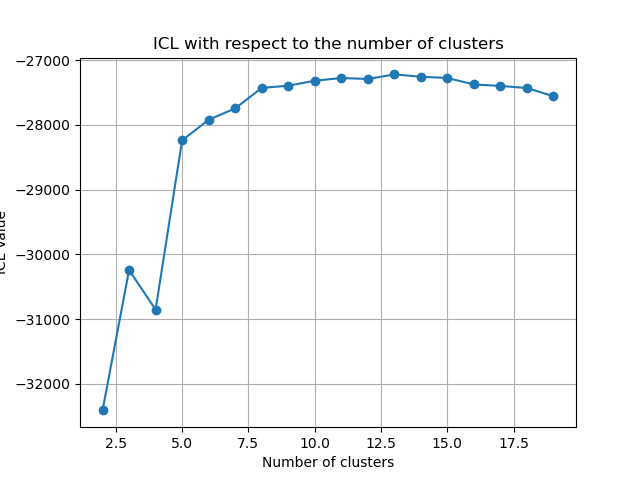 ICL with respect to the number of clusters
−27000
−28000
−29000
−30000
−31000
−32000
ICL value
2.5 5.0 7.5 10.0 12.5 15.0 17.5
Number of clusters